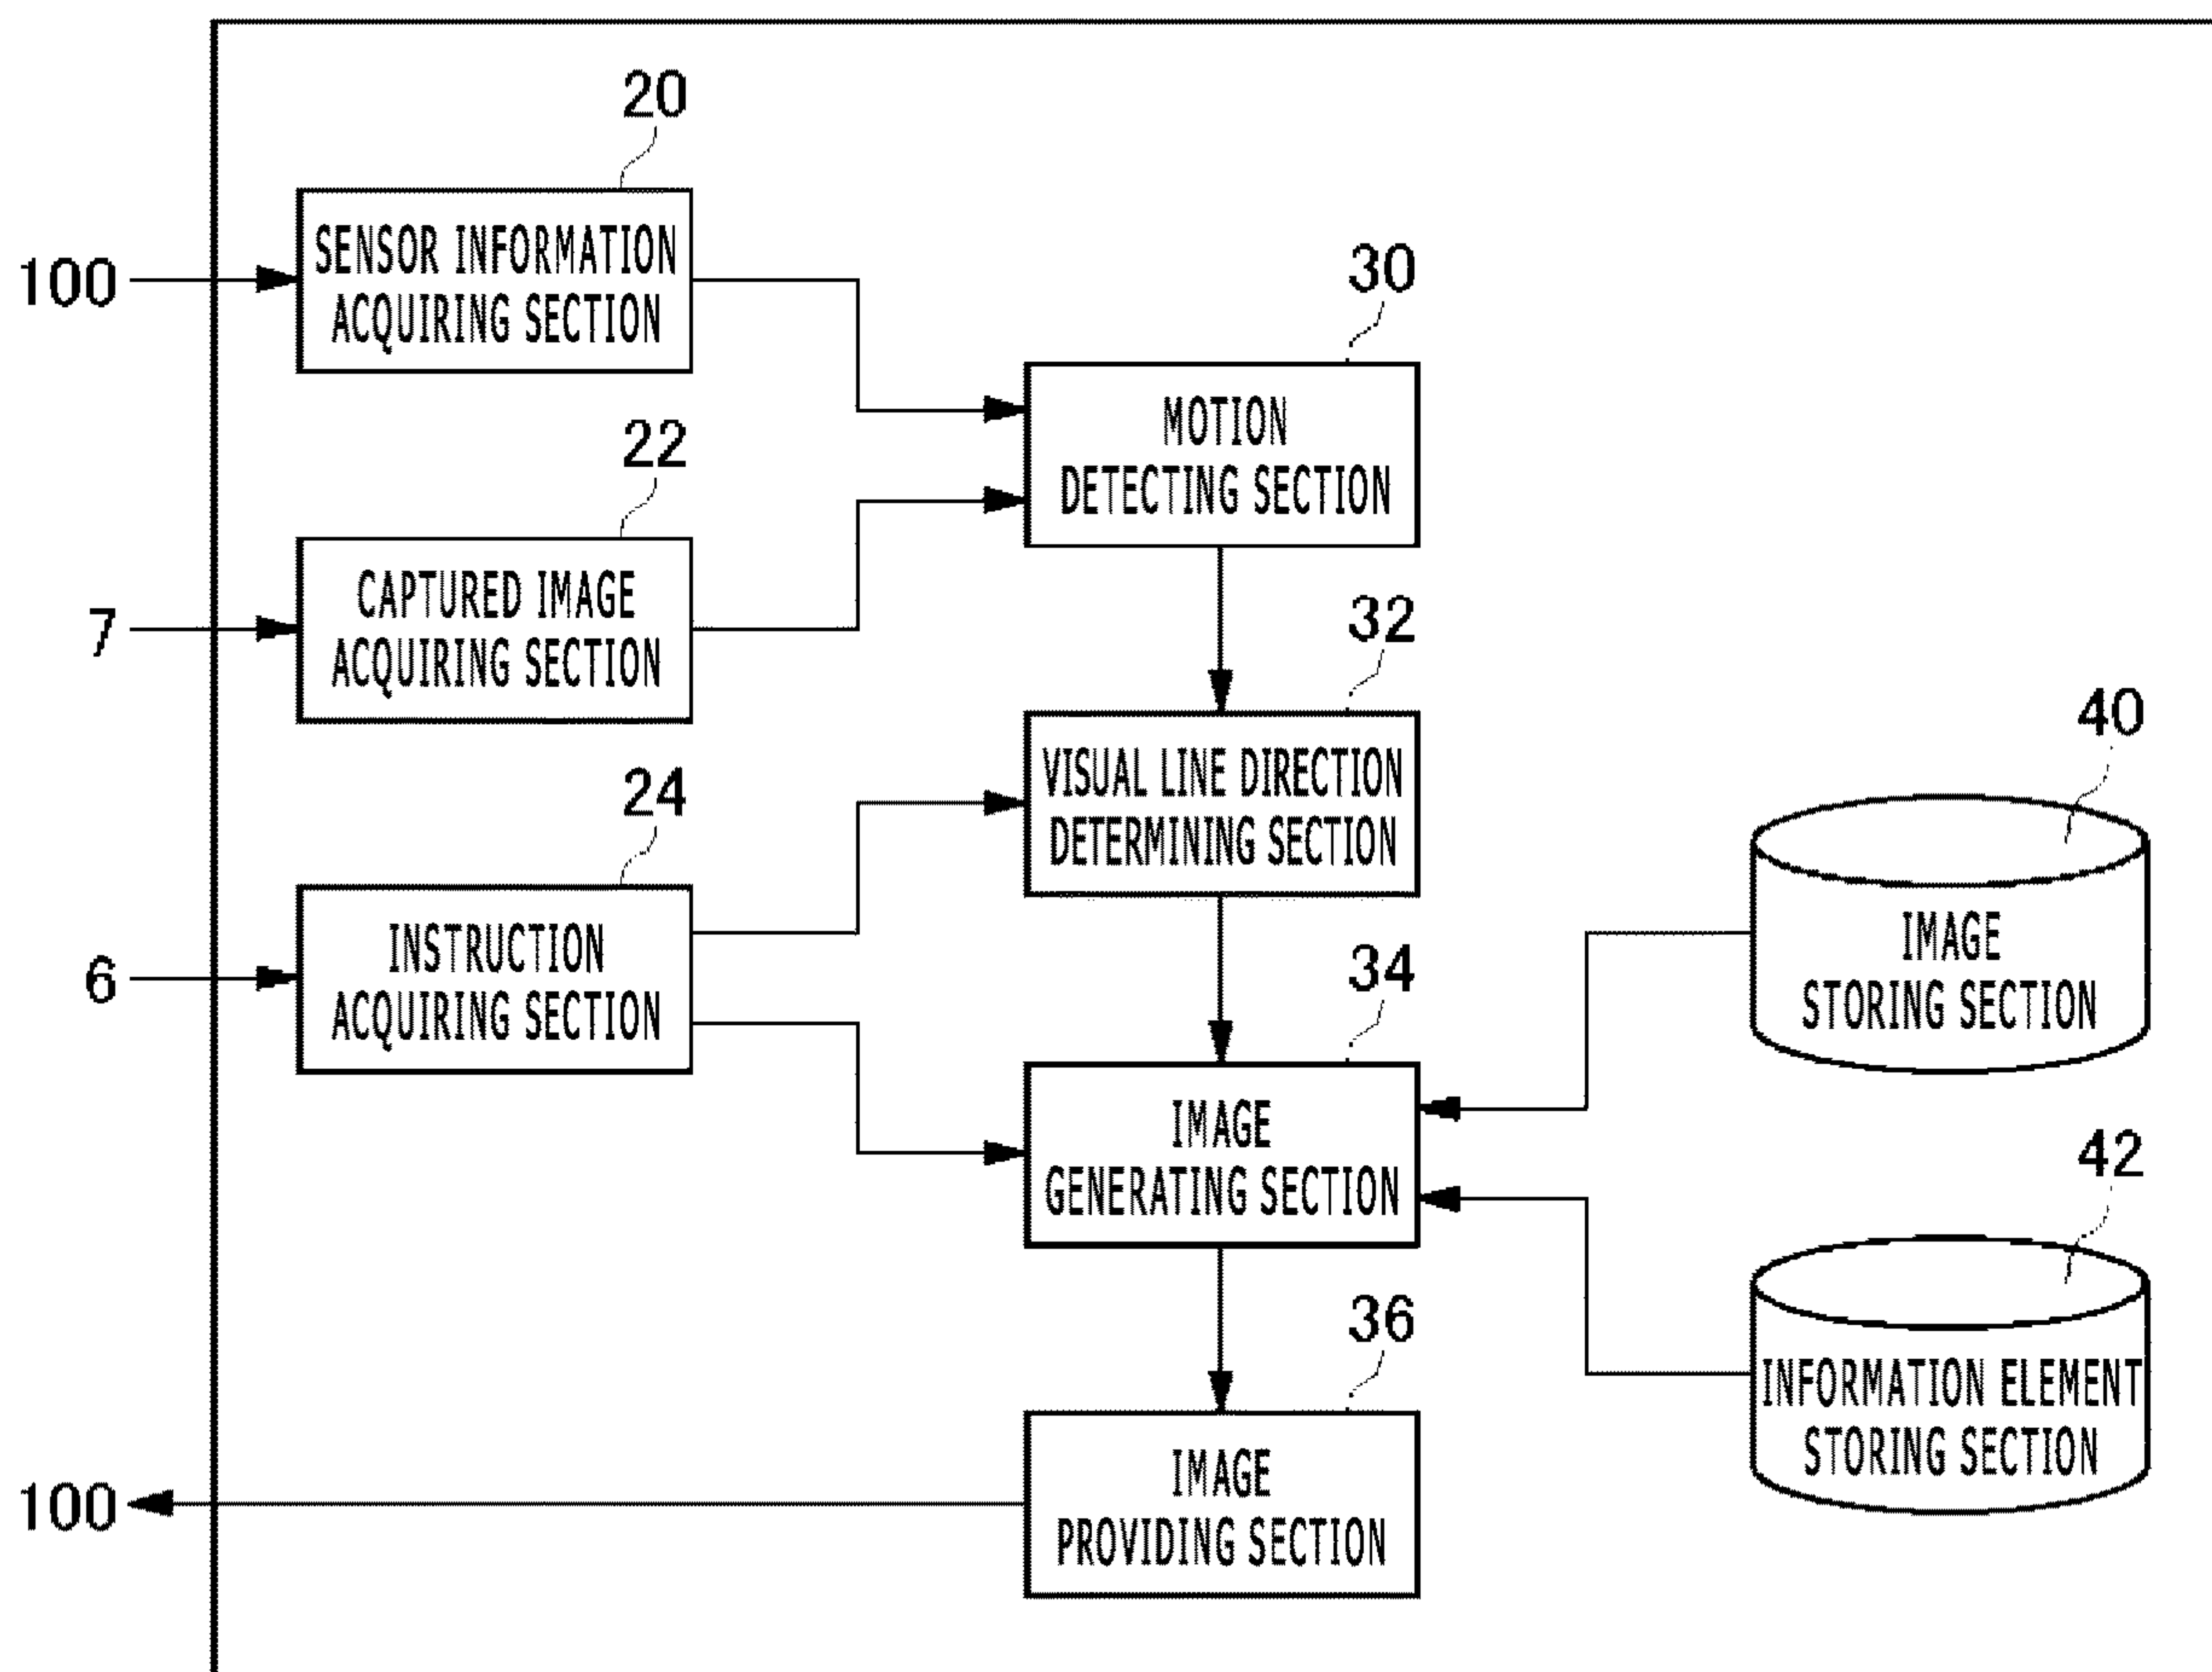 20
100
SENSOR INFORMATION
ACQUIRING SECTION
30
MOTION
DETECTING SECTION
22
7
CAPTURED IMAGE
ACQUIRING SECTION
32
VISUAL LINE DIRECTION
DETERMINING SECTION
24
6
INSTRUCTION
ACQUIRING SECTION
40
IMAGE
STORING SECTION
34
IMAGE
GENERATING SECTION
42
INFORMATION ELEMENT
STORING SECTION
36
IMAGE
PROVIDING SECTION
100